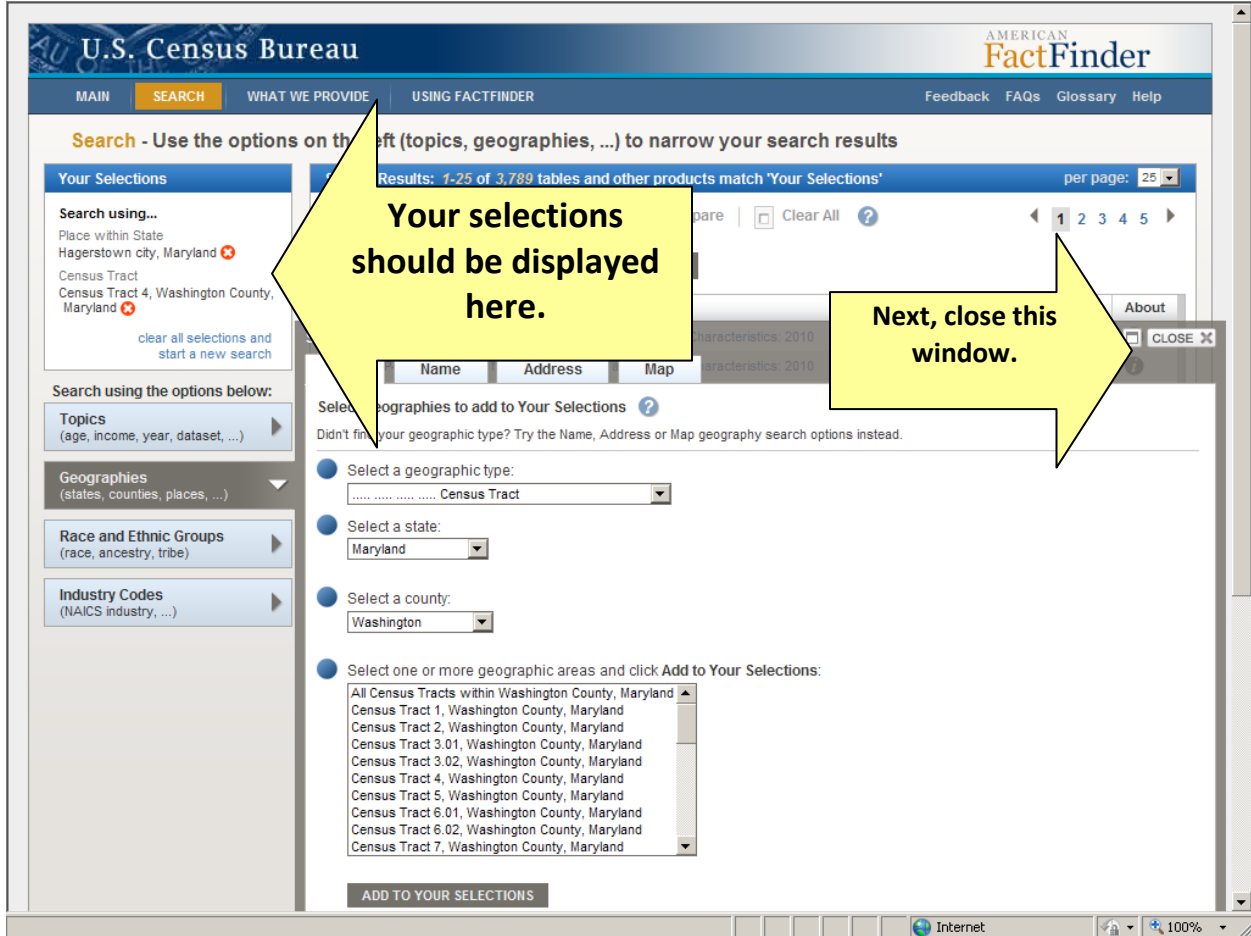 U.S. Census Bureau
AMERICAN
FactFinder
MAIN SEARCH WHAT WE PROVIDE USING FACTFINDER
Feedback FAQs Glossary Help
Search - Use the options on th eft (topics, geographies, ...) to narrow your search results
Your Selections
Search using...
Place within State
Hagerstown city, Maryland
Census Tract
Census Tract 4, Washington County,
Maryland
clear all selections and
start a new search
Search using the options below:
Topics
(age, income, year, dataset, ...)
Geographies
(states, counties, places, ...)
Race and Ethnic Groups
(race, ancestry, tribe)
Industry Codes
(NAICS industry, ...)
Results: 1-25 of 3,789 tables and other products match 'Your Selections'
per page: 25
pare Clear All ?
1 2 3 4 5
Your selections
should be displayed
here.
About
Next, close this
window.
Characteristics: 2010
CLOSE X
Name Address Map
aracteristics: 2010
Selec eographies to add to Your Selections ?
Didn't fin your geographic type? Try the Name, Address or Map geography search options instead.
Select a geographic type:
..... ..... ..... ..... Census Tract
Select a state:
Maryland
Select a county:
Washington
Select one or more geographic areas and click Add to Your Selections:
All Census Tracts within Washington County, Maryland
Census Tract 1, Washington County, Maryland
Census Tract 2, Washington County, Maryland
Census Tract 3.01, Washington County, Maryland
Census Tract 3.02, Washington County, Maryland
Census Tract 4, Washington County, Maryland
Census Tract 5, Washington County, Maryland
Census Tract 6.01, Washington County, Maryland
Census Tract 6.02, Washington County, Maryland
Census Tract 7, Washington County, Maryland
ADD TO YOUR SELECTIONS
Internet
100%